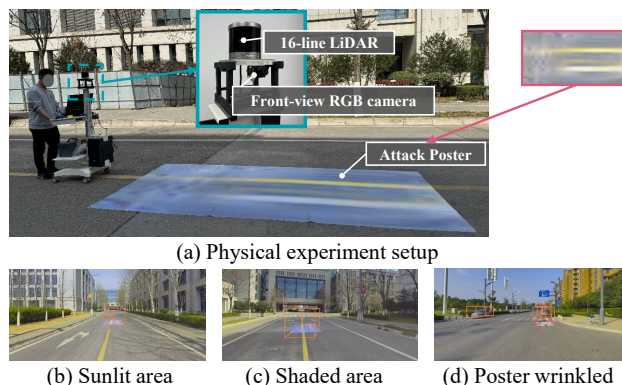 16-line LiDAR
Front-view RGB camera
Attack Poster
(a) Physical experiment setup
(b) Sunlit area
(c) Shaded area
(d) Poster wrinkled